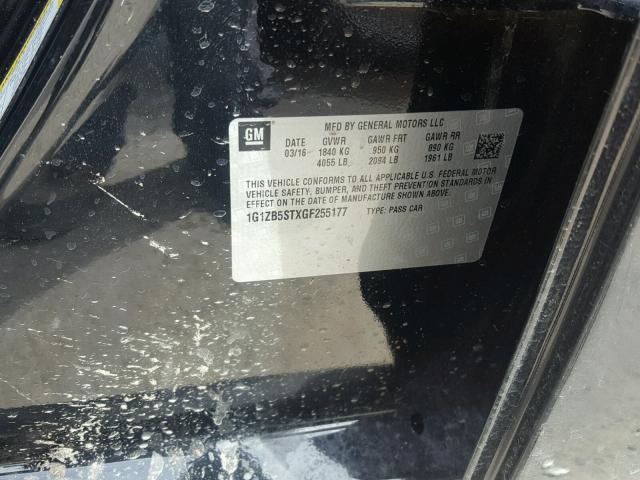 GM
MFD BY GENERAL MOTORS LLC
DATE GVWR GAWR FRT GAWR RR
03/16 1840 KG 950 KG 890 KG
4055 LB 2094 LB 1961 LB
THIS VEHICLE CONFORMS TO ALL APPLICABLE U.S. FEDERAL MOTOR
VEHICLE SAFETY, BUMPER, AND THEFT PREVENTION STANDARDS IN
EFFECT ON THE DATE OF MANUFACTURE SHOWN ABOVE.
1G1ZB5STXGF255177 TYPE: PASS CAR